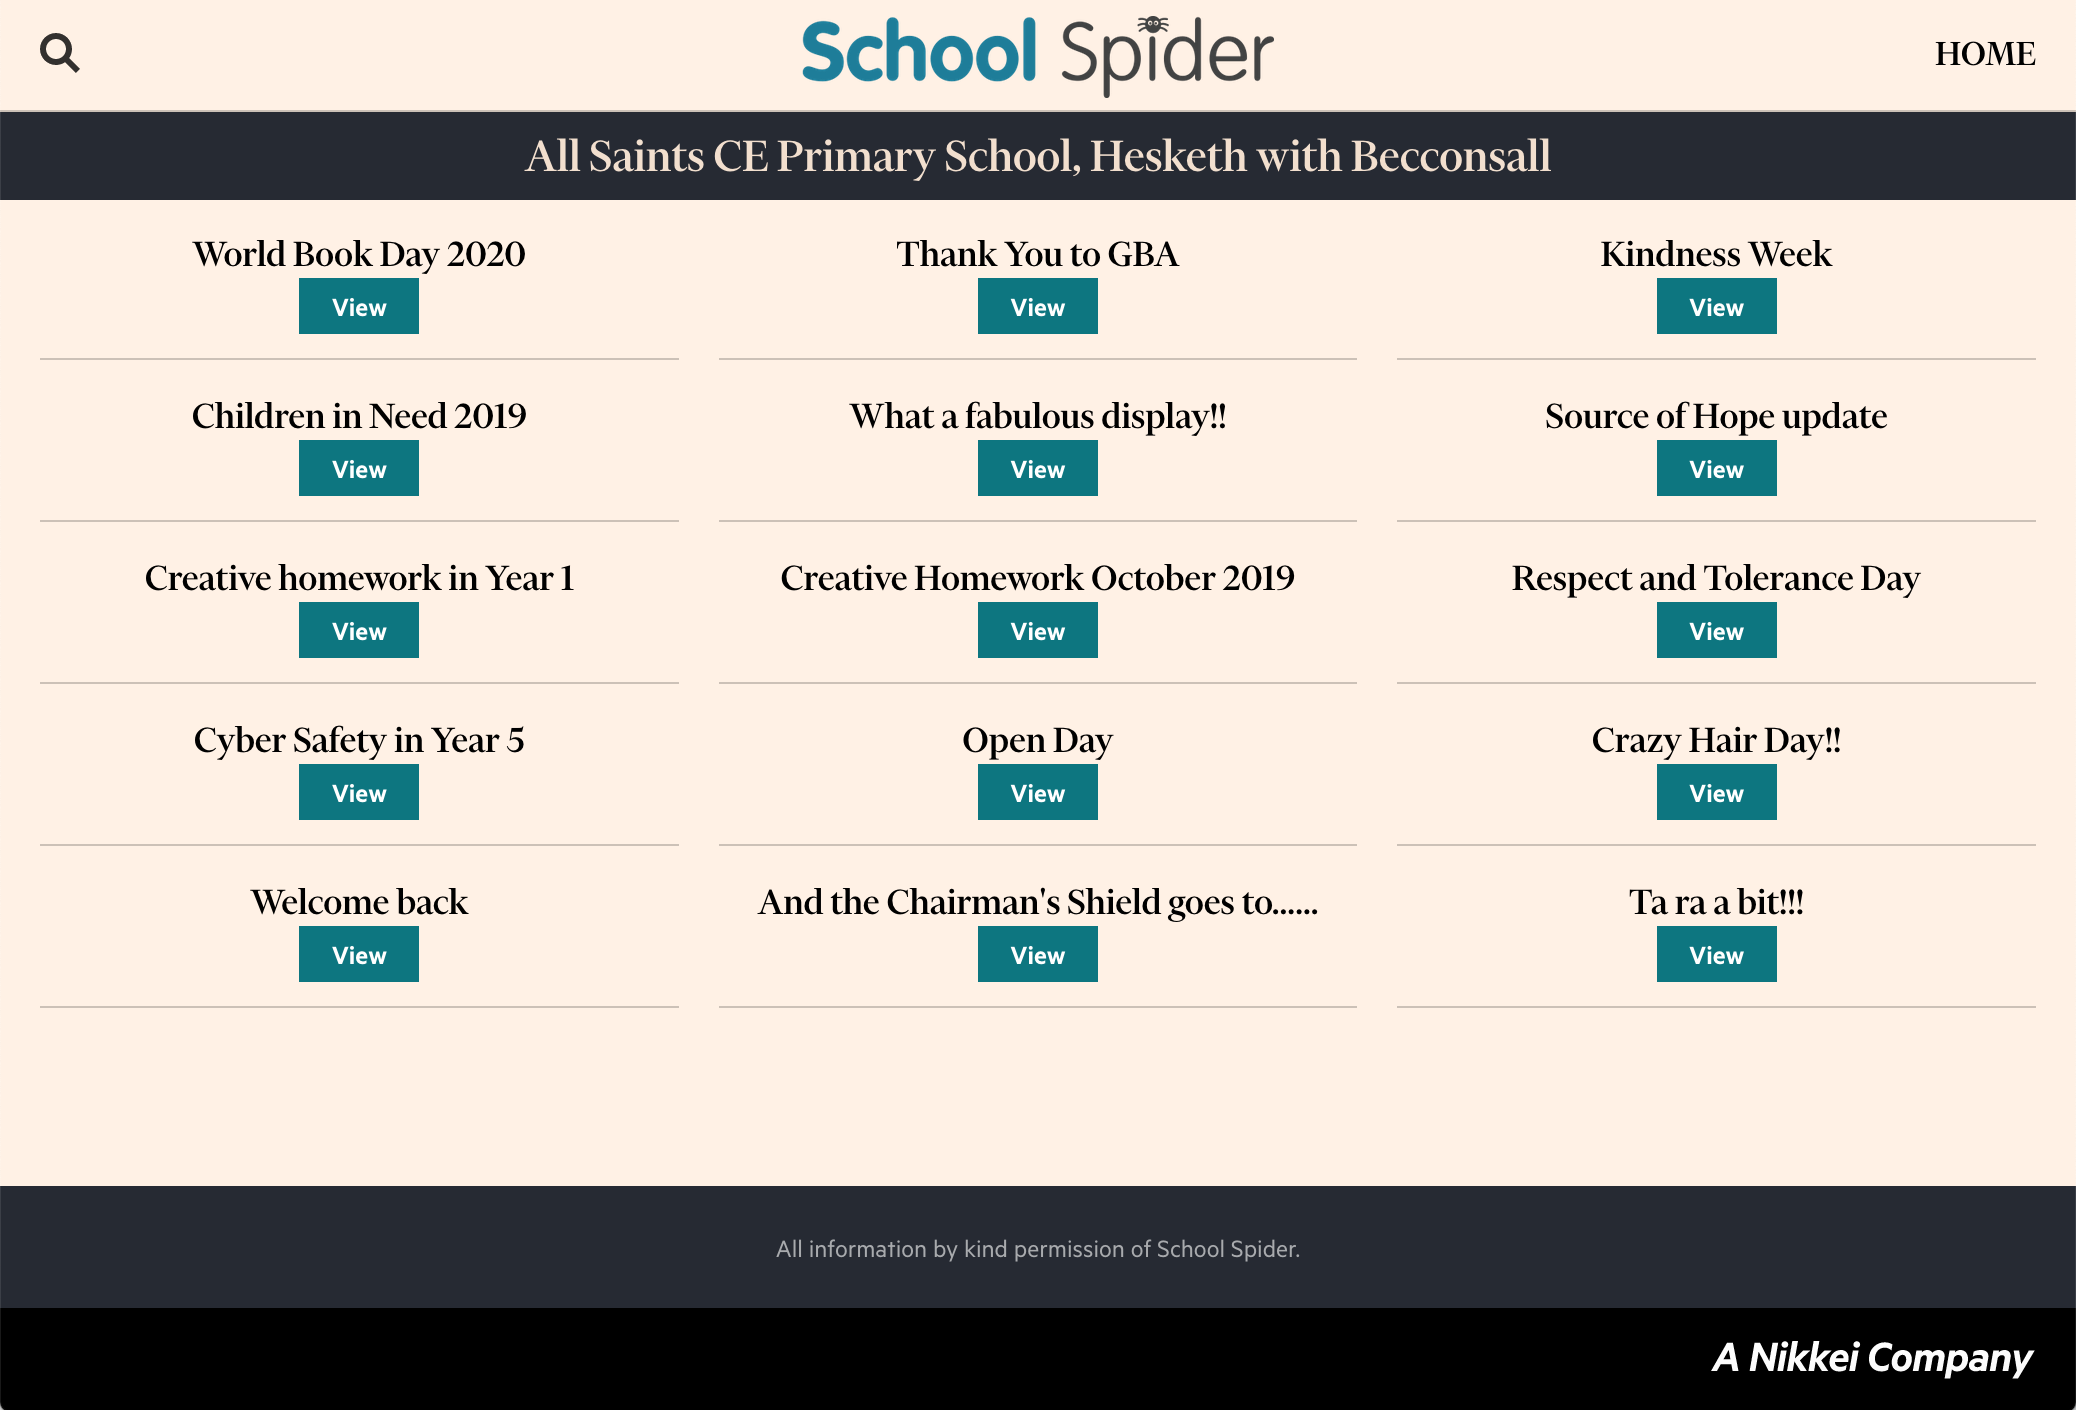 School Spider
HOME
All Saints CE Primary School, Hesketh with Becconsall
World Book Day 2020
View
Thank You to GBA
View
Kindness Week
View
Children in Need 2019
View
What a fabulous display!!
View
Source of Hope update
View
Creative homework in Year 1
View
Creative Homework October 2019
View
Respect and Tolerance Day
View
Cyber Safety in Year 5
View
Open Day
View
Crazy Hair Day!!
View
Welcome back
View
And the Chairman's Shield goes to......
View
Ta ra a bit!!!
View
All information by kind permission of School Spider.
A Nikkei Company